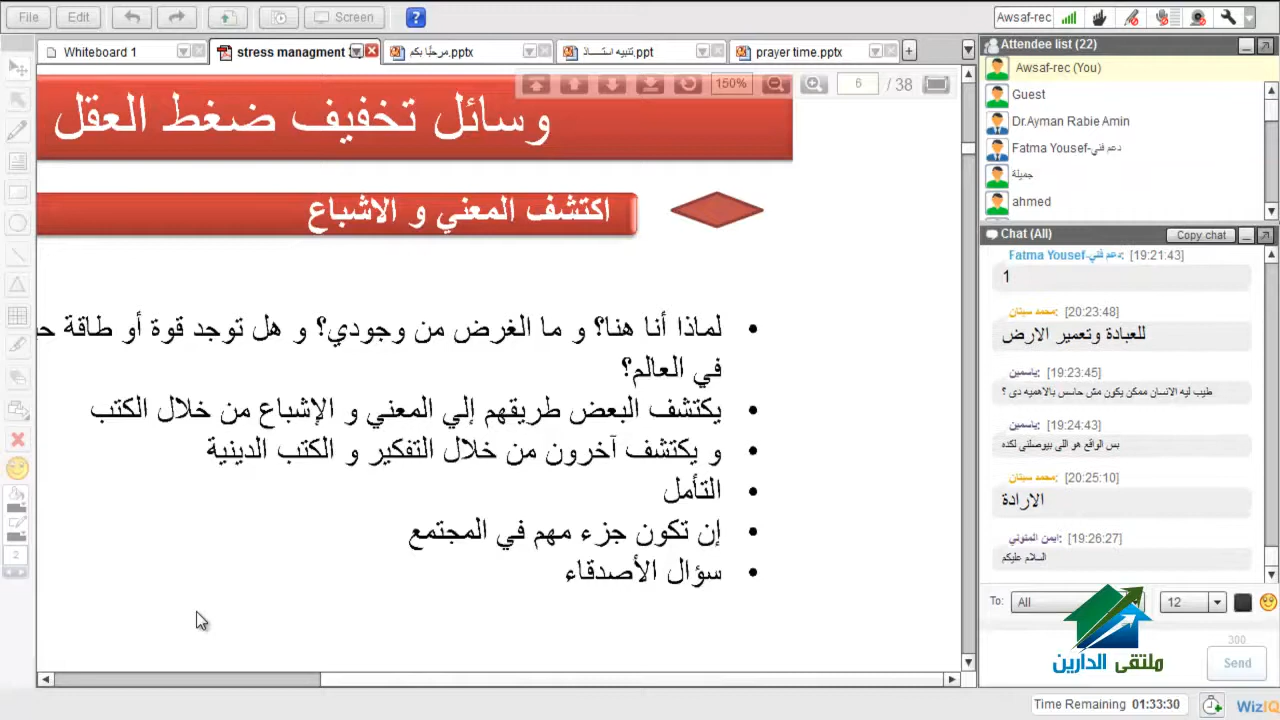 File
Edit
Screen
?
Awsaf-rec
Whiteboard 1
stress managment
مرحبًا بكم.pptx
تنبيه استـــاذ.ppt
prayer time.pptx
+
Attendee list (22)
Awsaf-rec (You)
Guest
Dr.Ayman Rabie Amin
Fatma Yousef-دعم فني
جميلة
ahmed
150%
6 / 38
وسائل تخفيف ضغط العقل
اكتشف المعني و الاشباع
• لماذا أنا هنا؟ و ما الغرض من وجودي؟ و هل توجد قوة أو طاقة
في العالم؟
• يكتشف البعض طريقهم إلي المعني و الإشباع من خلال الكتب
• و يكتشف آخرون من خلال التفكير و الكتب الدينية
• التأمل
• إن تكون جزء مهم في المجتمع
• سؤال الأصدقاء
Chat (All)
Copy chat
Fatma Yousef-دعم فني: [19:21:43]
1
محمد سبتان: [20:23:48]
للعبادة وتعمير الارض
ياسمين: [19:23:45]
طيب ليه الانسان ممكن يكون مش حاسس بالاهميه دى ؟
ياسمين: [19:24:43]
بس الواقع هو اللى بيوصلنى لكده
محمد سبتان: [20:25:10]
الارادة
ايمن المنوني: [19:26:27]
السلام عليكم
To: All
12
300
Send
ملتقى الدارين
2
Time Remaining 01:33:30
WizIQ